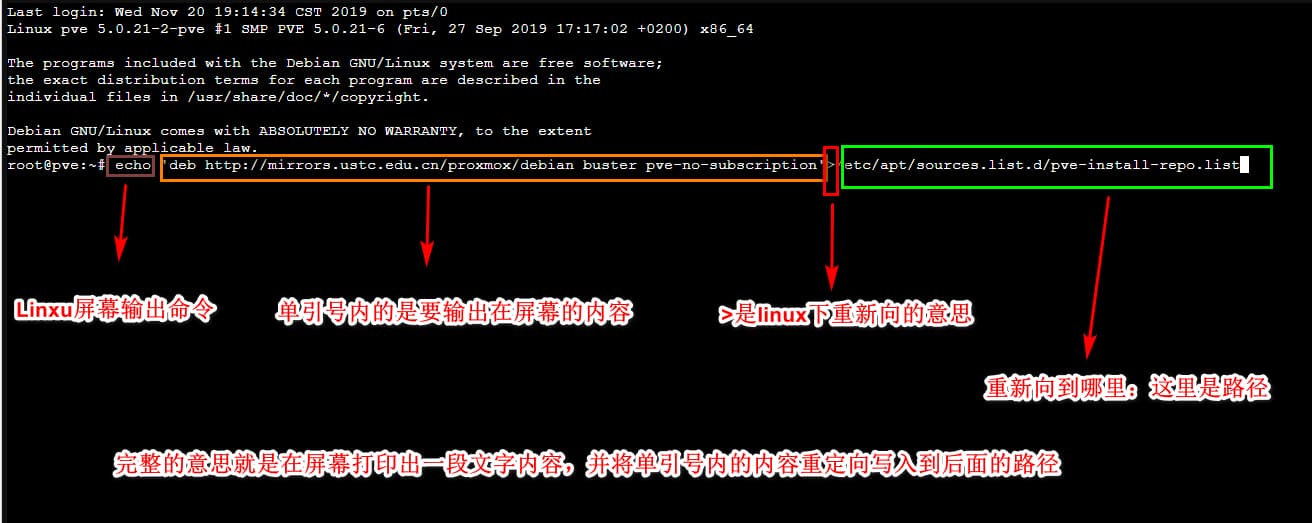 Last login: Wed Nov 20 19:14:34 CST 2019 on pts/0
Linux pve 5.0.21-2-pve #1 SMP PVE 5.0.21-6 (Fri, 27 Sep 2019 17:17:02 +0200) x86_64
The programs included with the Debian GNU/Linux system are free software;
the exact distribution terms for each program are described in the
individual files in /usr/share/doc/*/copyright.
Debian GNU/Linux comes with ABSOLUTELY NO WARRANTY, to the extent
permitted by applicable law.
root@pve:~# echo 'deb http://mirrors.ustc.edu.cn/proxmox/debian buster pve-no-subscription'>/etc/apt/sources.list.d/pve-install-repo.list
Linxu屏幕输出命令
单引号内的是要输出在屏幕的内容
>是linux下重新向的意思
重新向到哪里：这里是路径
完整的意思就是在屏幕打印出一段文字内容，并将单引号内的内容重定向写入到后面的路径